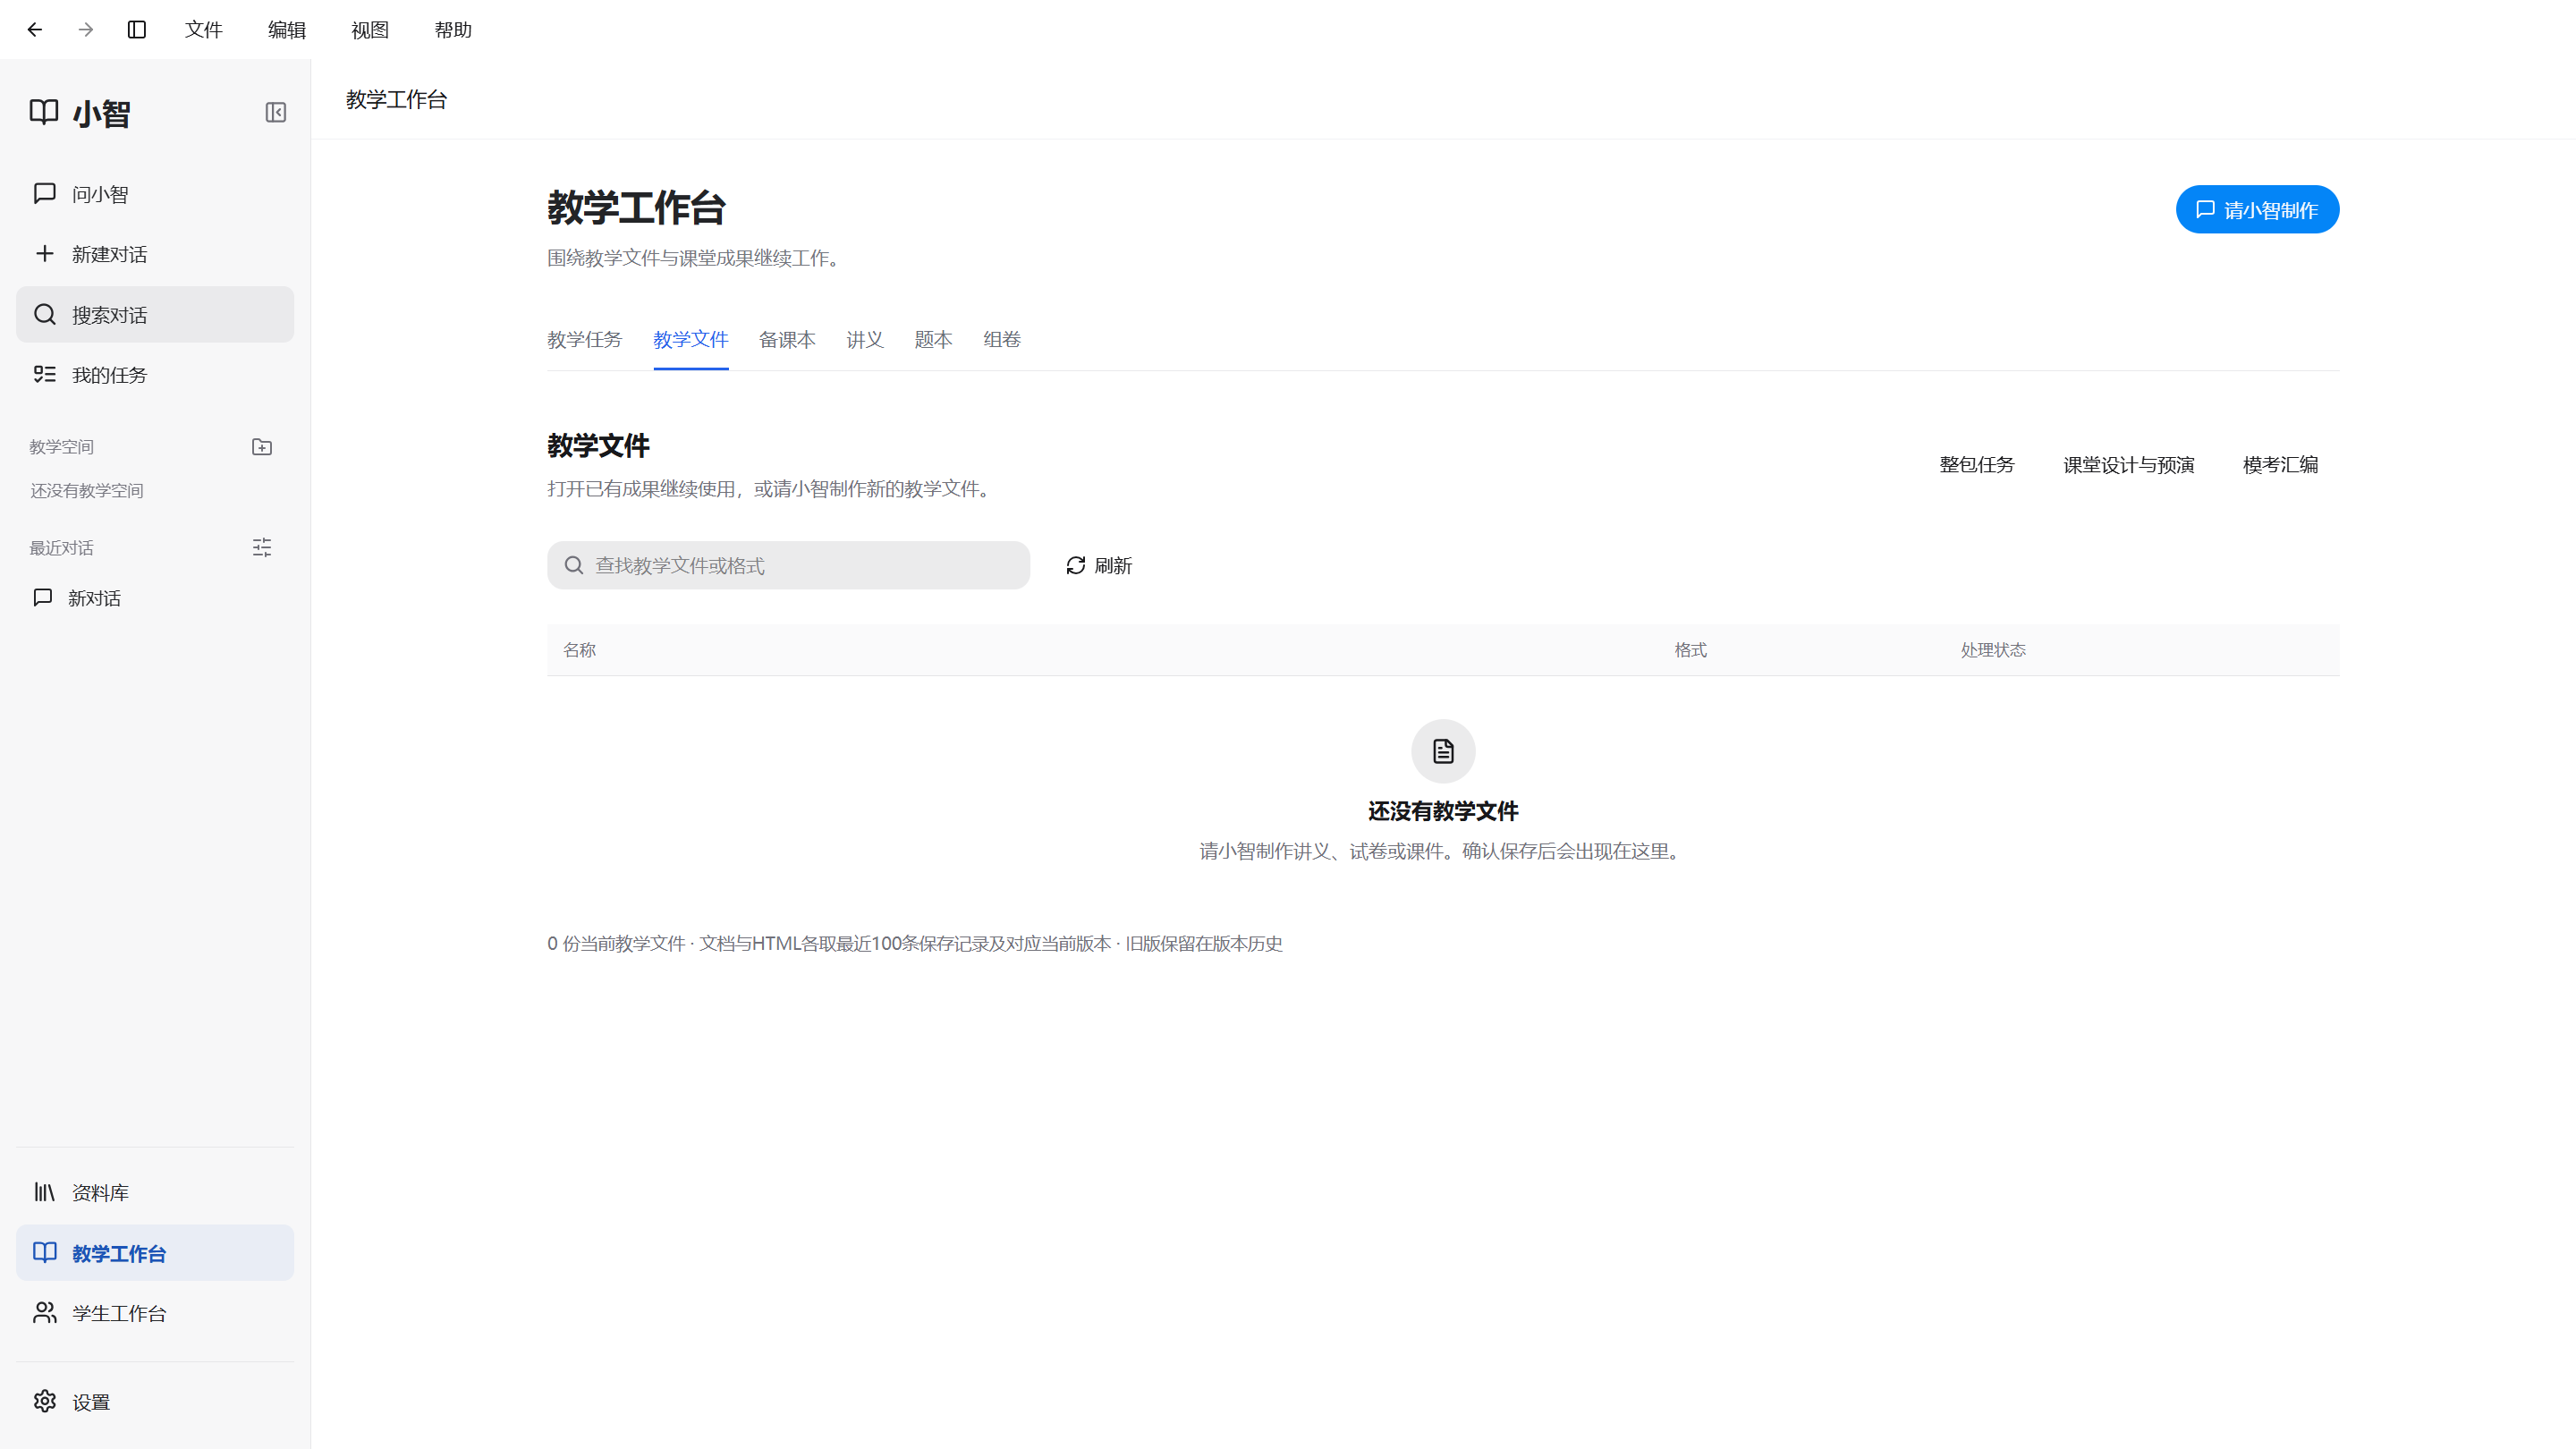 文件 编辑 视图 帮助
小智
问小智
新建对话
搜索对话
我的任务
教学空间
还没有教学空间
最近对话
新对话
资料库
教学工作台
学生工作台
设置
教学工作台
教学工作台
请小智制作
围绕教学文件与课堂成果继续工作。
教学任务 教学文件 备课本 讲义 题本 组卷
教学文件
打开已有成果继续使用，或请小智制作新的教学文件。
整包任务 课堂设计与预演 模考汇编
查找教学文件或格式
刷新
名称 格式 处理状态
还没有教学文件
请小智制作讲义、试卷或课件。确认保存后会出现在这里。
0 份当前教学文件 · 文档与HTML各取最近100条保存记录及对应当前版本 · 旧版保留在版本历史